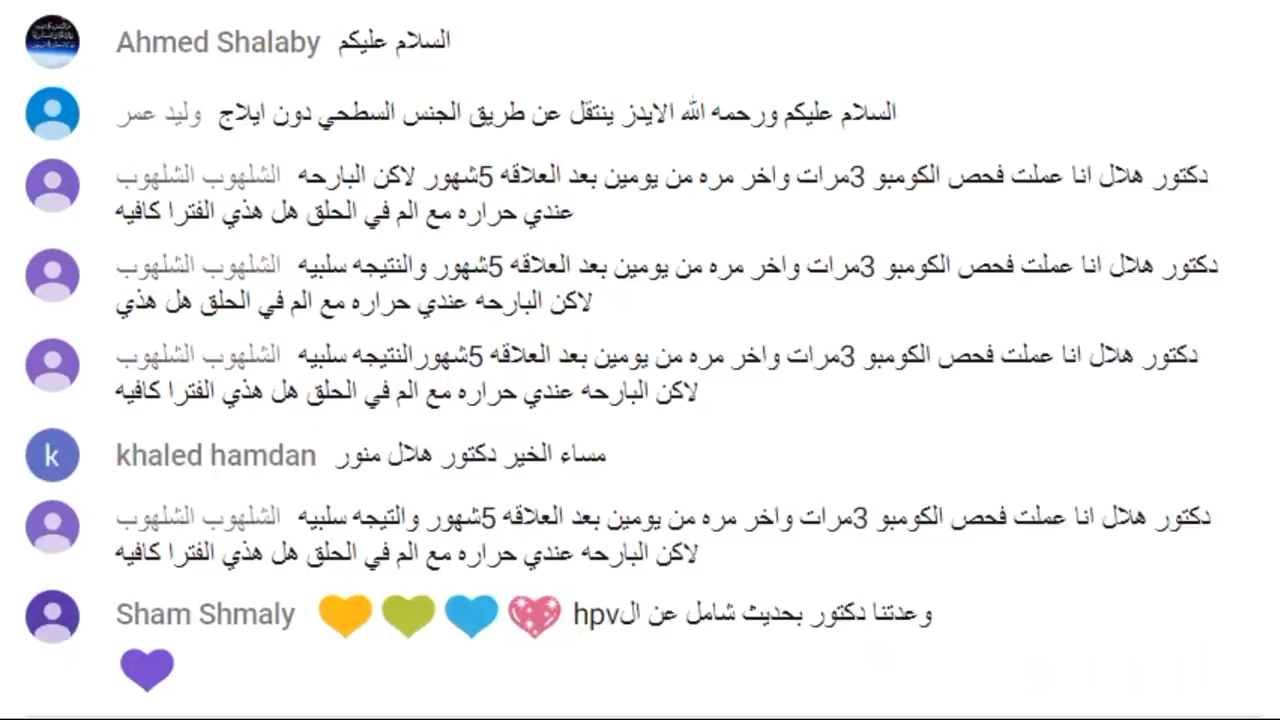 Ahmed Shalaby السلام عليكم
وليد عمر السلام عليكم ورحمه الله الايدز ينتقل عن طريق الجنس السطحي دون ايلاج
الشلهوب الشلهوب دكتور هلال انا عملت فحص الكومبو 3مرات واخر مره من يومين بعد العلاقه 5شهور لاكن البارحه
عندي حراره مع الم في الحلق هل هذي الفترا كافيه
الشلهوب الشلهوب دكتور هلال انا عملت فحص الكومبو 3مرات واخر مره من يومين بعد العلاقه 5شهور والنتيجه سلبيه
لاكن البارحه عندي حراره مع الم في الحلق هل هذي
الشلهوب الشلهوب دكتور هلال انا عملت فحص الكومبو 3مرات واخر مره من يومين بعد العلاقه 5شهورالنتيجه سلبيه
لاكن البارحه عندي حراره مع الم في الحلق هل هذي الفترا كافيه
k khaled hamdan مساء الخير دكتور هلال منور
الشلهوب الشلهوب دكتور هلال انا عملت فحص الكومبو 3مرات واخر مره من يومين بعد العلاقه 5شهور والتيجه سلبيه
لاكن البارحه عندي حراره مع الم في الحلق هل هذي الفترا كافيه
Sham Shmaly وعدتنا دكتور بحديث شامل عن الhpv